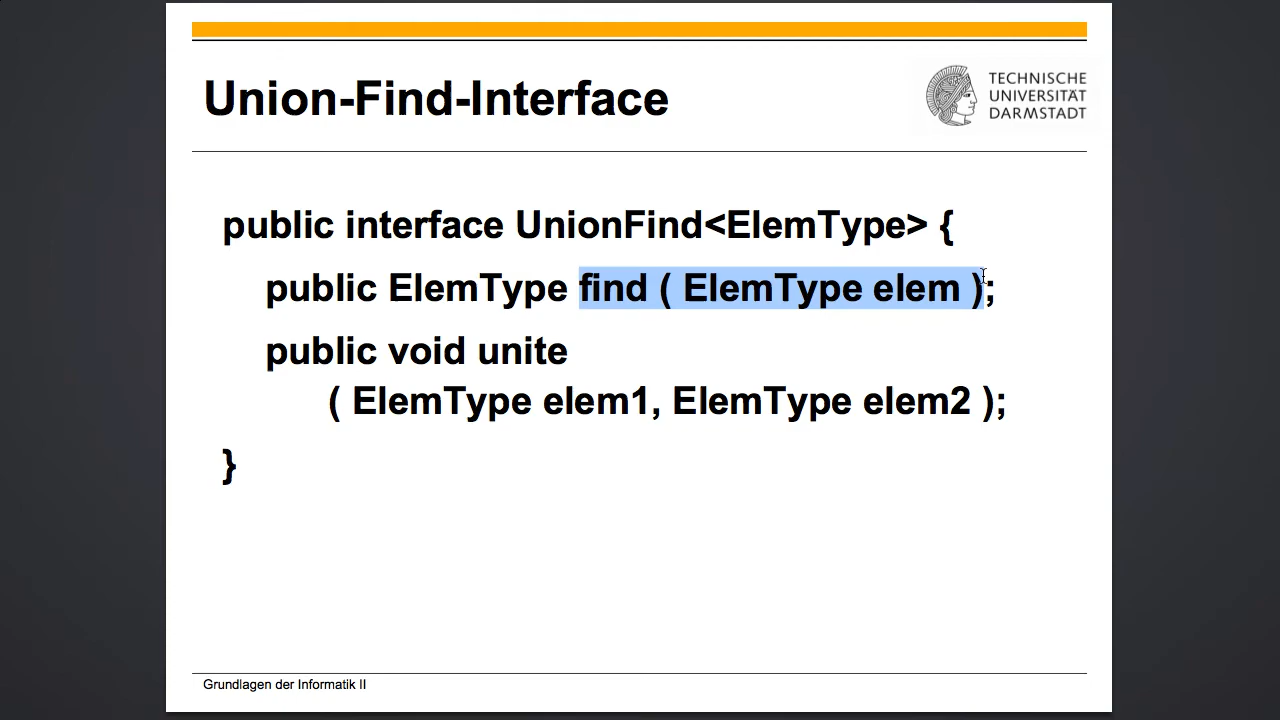 Union-Find-Interface
TECHNISCHE
UNIVERSITÄT
DARMSTADT
public interface UnionFind<ElemType> {
public ElemType find ( ElemType elem );
public void unite
( ElemType elem1, ElemType elem2 );
}
Grundlagen der Informatik II